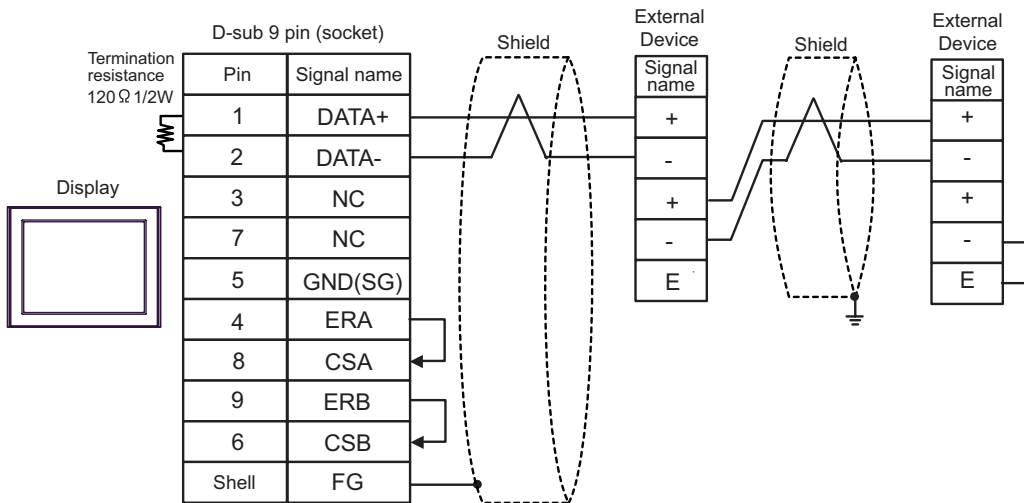 D-sub 9 pin (socket)
Termination
resistance
120 Ω 1/2W
Display
Pin Signal name
1 DATA+
2 DATA-
3 NC
7 NC
5 GND(SG)
4 ERA
8 CSA
9 ERB
6 CSB
Shell FG
Shield
External
Device
Signal
name
+
-
+
-
E
Shield
External
Device
Signal
name
+
-
+
-
E